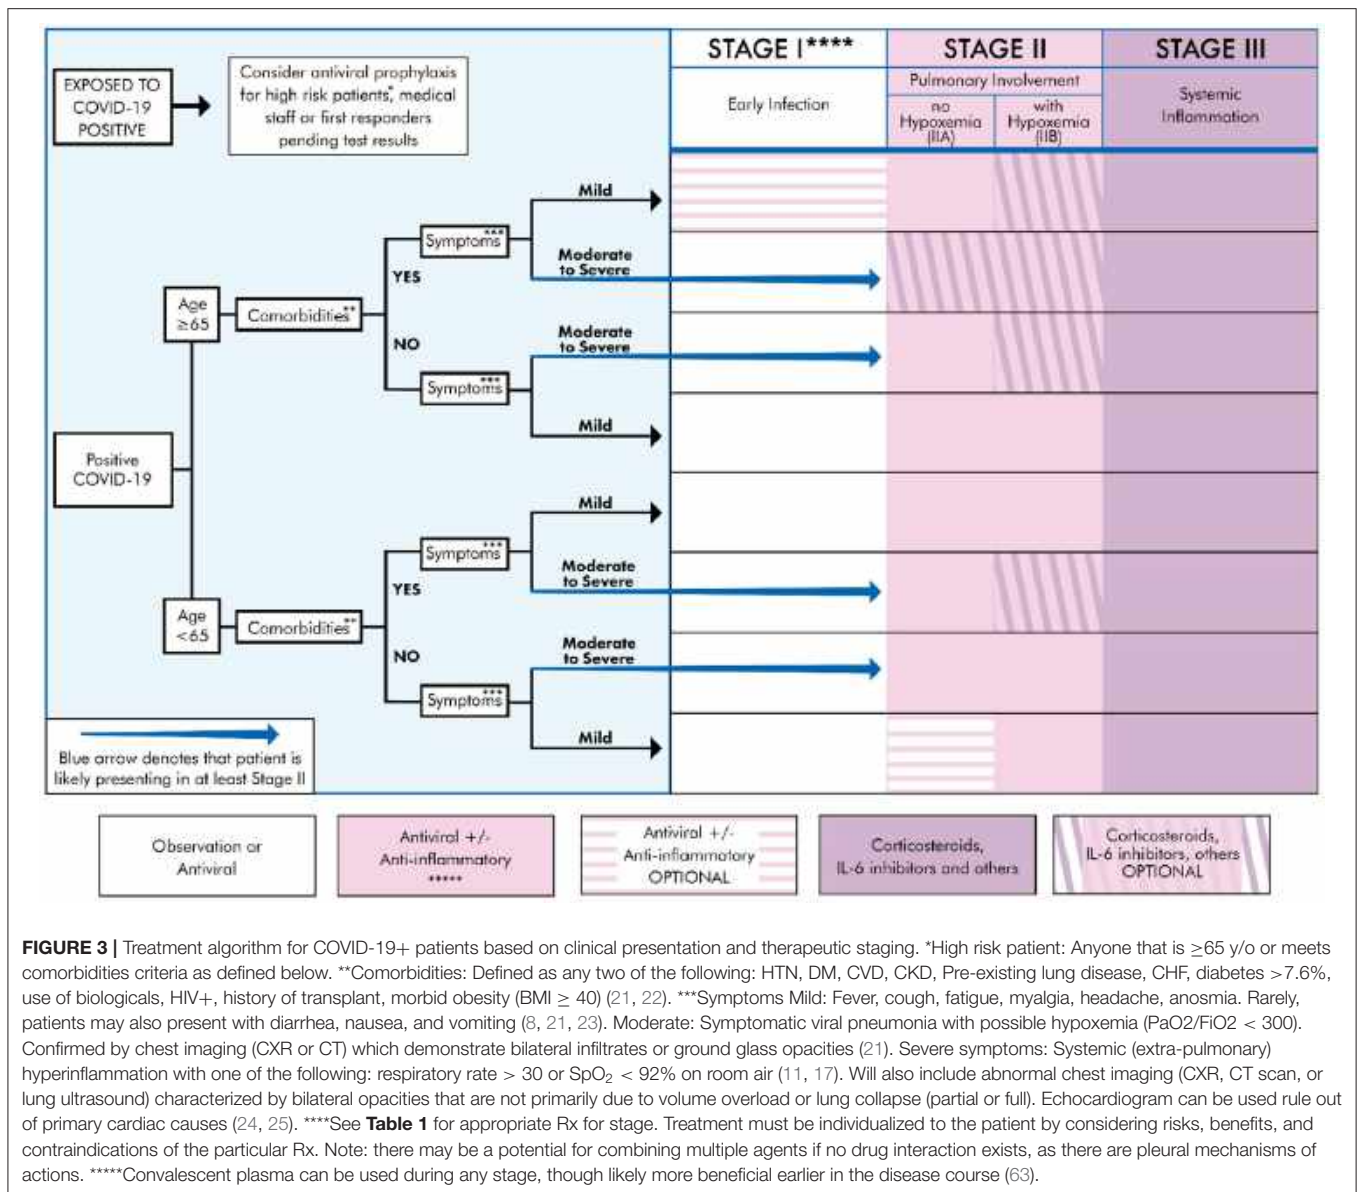 EXPOSED TO
COVID-19
POSITIVE
Consider antiviral prophylaxis
for high risk patients*, medical
staff or first responders
pending test results
STAGE I****
STAGE II
STAGE III
Early Infection
Pulmonary Involvement
no
Hypoxemia
(IIA)
with
Hypoxemia
(IIB)
Systemic
Inflammation
Mild
Symptoms***
Moderate
to Severe
YES
Age
≥65
Comorbidities**
NO
Moderate
to Severe
Symptoms***
Mild
Positive
COVID-19
Mild
Symptoms***
Moderate
to Severe
YES
Age
<65
Comorbidities**
NO
Moderate
to Severe
Symptoms***
Mild
Blue arrow denotes that patient is
likely presenting in at least Stage II
Observation or
Antiviral
Antiviral +/-
Anti-inflammatory
*****
Antiviral +/-
Anti-inflammatory
OPTIONAL
Corticosteroids,
IL-6 inhibitors and others
Corticosteroids,
IL-6 inhibitors, others
OPTIONAL
FIGURE 3 | Treatment algorithm for COVID-19+ patients based on clinical presentation and therapeutic staging. *High risk patient: Anyone that is ≥65 y/o or meets
comorbidities criteria as defined below. **Comorbidities: Defined as any two of the following: HTN, DM, CVD, CKD, Pre-existing lung disease, CHF, diabetes >7.6%,
use of biologicals, HIV+, history of transplant, morbid obesity (BMI ≥ 40) (21, 22). ***Symptoms Mild: Fever, cough, fatigue, myalgia, headache, anosmia. Rarely,
patients may also present with diarrhea, nausea, and vomiting (8, 21, 23). Moderate: Symptomatic viral pneumonia with possible hypoxemia (PaO2/FiO2 < 300).
Confirmed by chest imaging (CXR or CT) which demonstrate bilateral infiltrates or ground glass opacities (21). Severe symptoms: Systemic (extra-pulmonary)
hyperinflammation with one of the following: respiratory rate > 30 or SpO₂ < 92% on room air (11, 17). Will also include abnormal chest imaging (CXR, CT scan, or
lung ultrasound) characterized by bilateral opacities that are not primarily due to volume overload or lung collapse (partial or full). Echocardiogram can be used rule out
of primary cardiac causes (24, 25). ****See Table 1 for appropriate Rx for stage. Treatment must be individualized to the patient by considering risks, benefits, and
contraindications of the particular Rx. Note: there may be a potential for combining multiple agents if no drug interaction exists, as there are pleural mechanisms of
actions. *****Convalescent plasma can be used during any stage, though likely more beneficial earlier in the disease course (63).